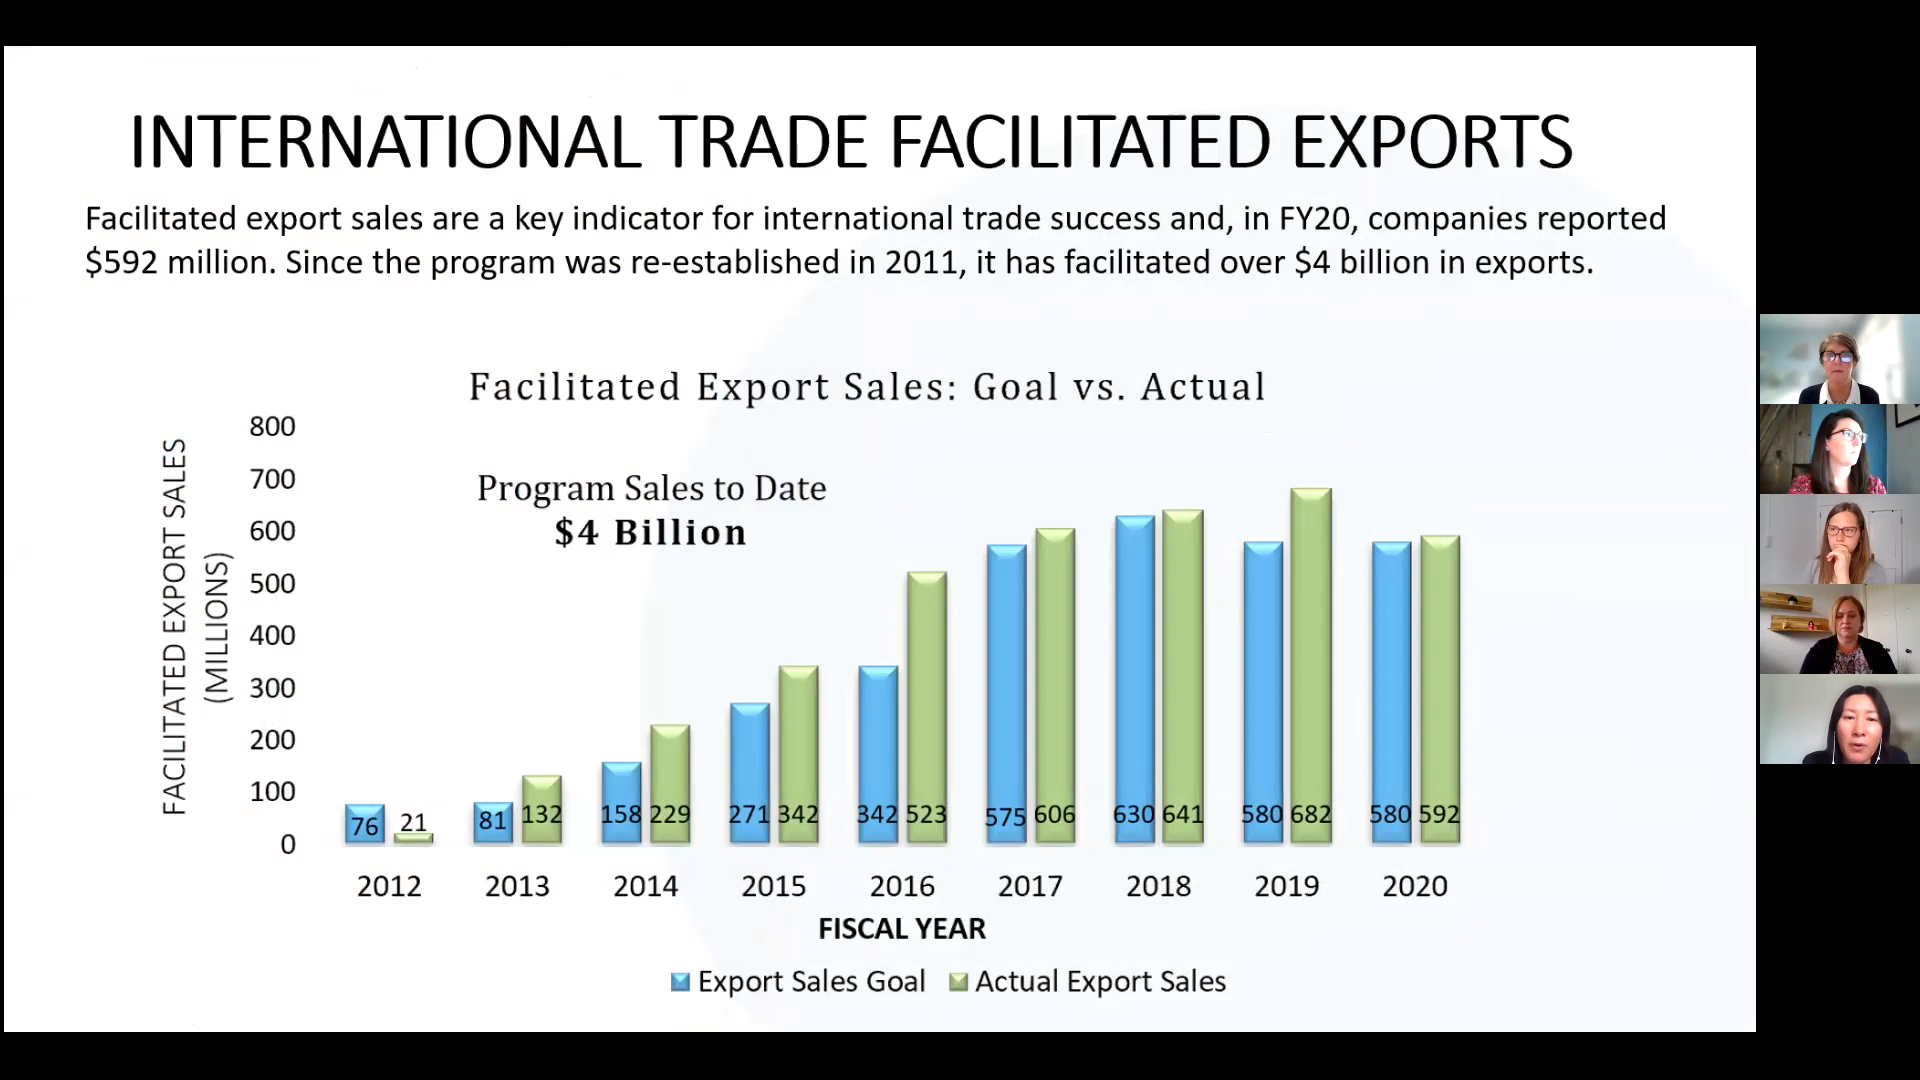 INTERNATIONAL TRADE FACILITATED EXPORTS
Facilitated export sales are a key indicator for international trade success and, in FY20, companies reported
$592 million. Since the program was re-established in 2011, it has facilitated over $4 billion in exports.
Facilitated Export Sales: Goal vs. Actual
Program Sales to Date
$4 Billion
FACILITATED EXPORT SALES
(MILLIONS)
800
700
600
500
400
300
200
100
0
76 21 81 132 158 229 271 342 342 523 575 606 630 641 580 682 580 592
2012 2013 2014 2015 2016 2017 2018 2019 2020
FISCAL YEAR
Export Sales Goal Actual Export Sales